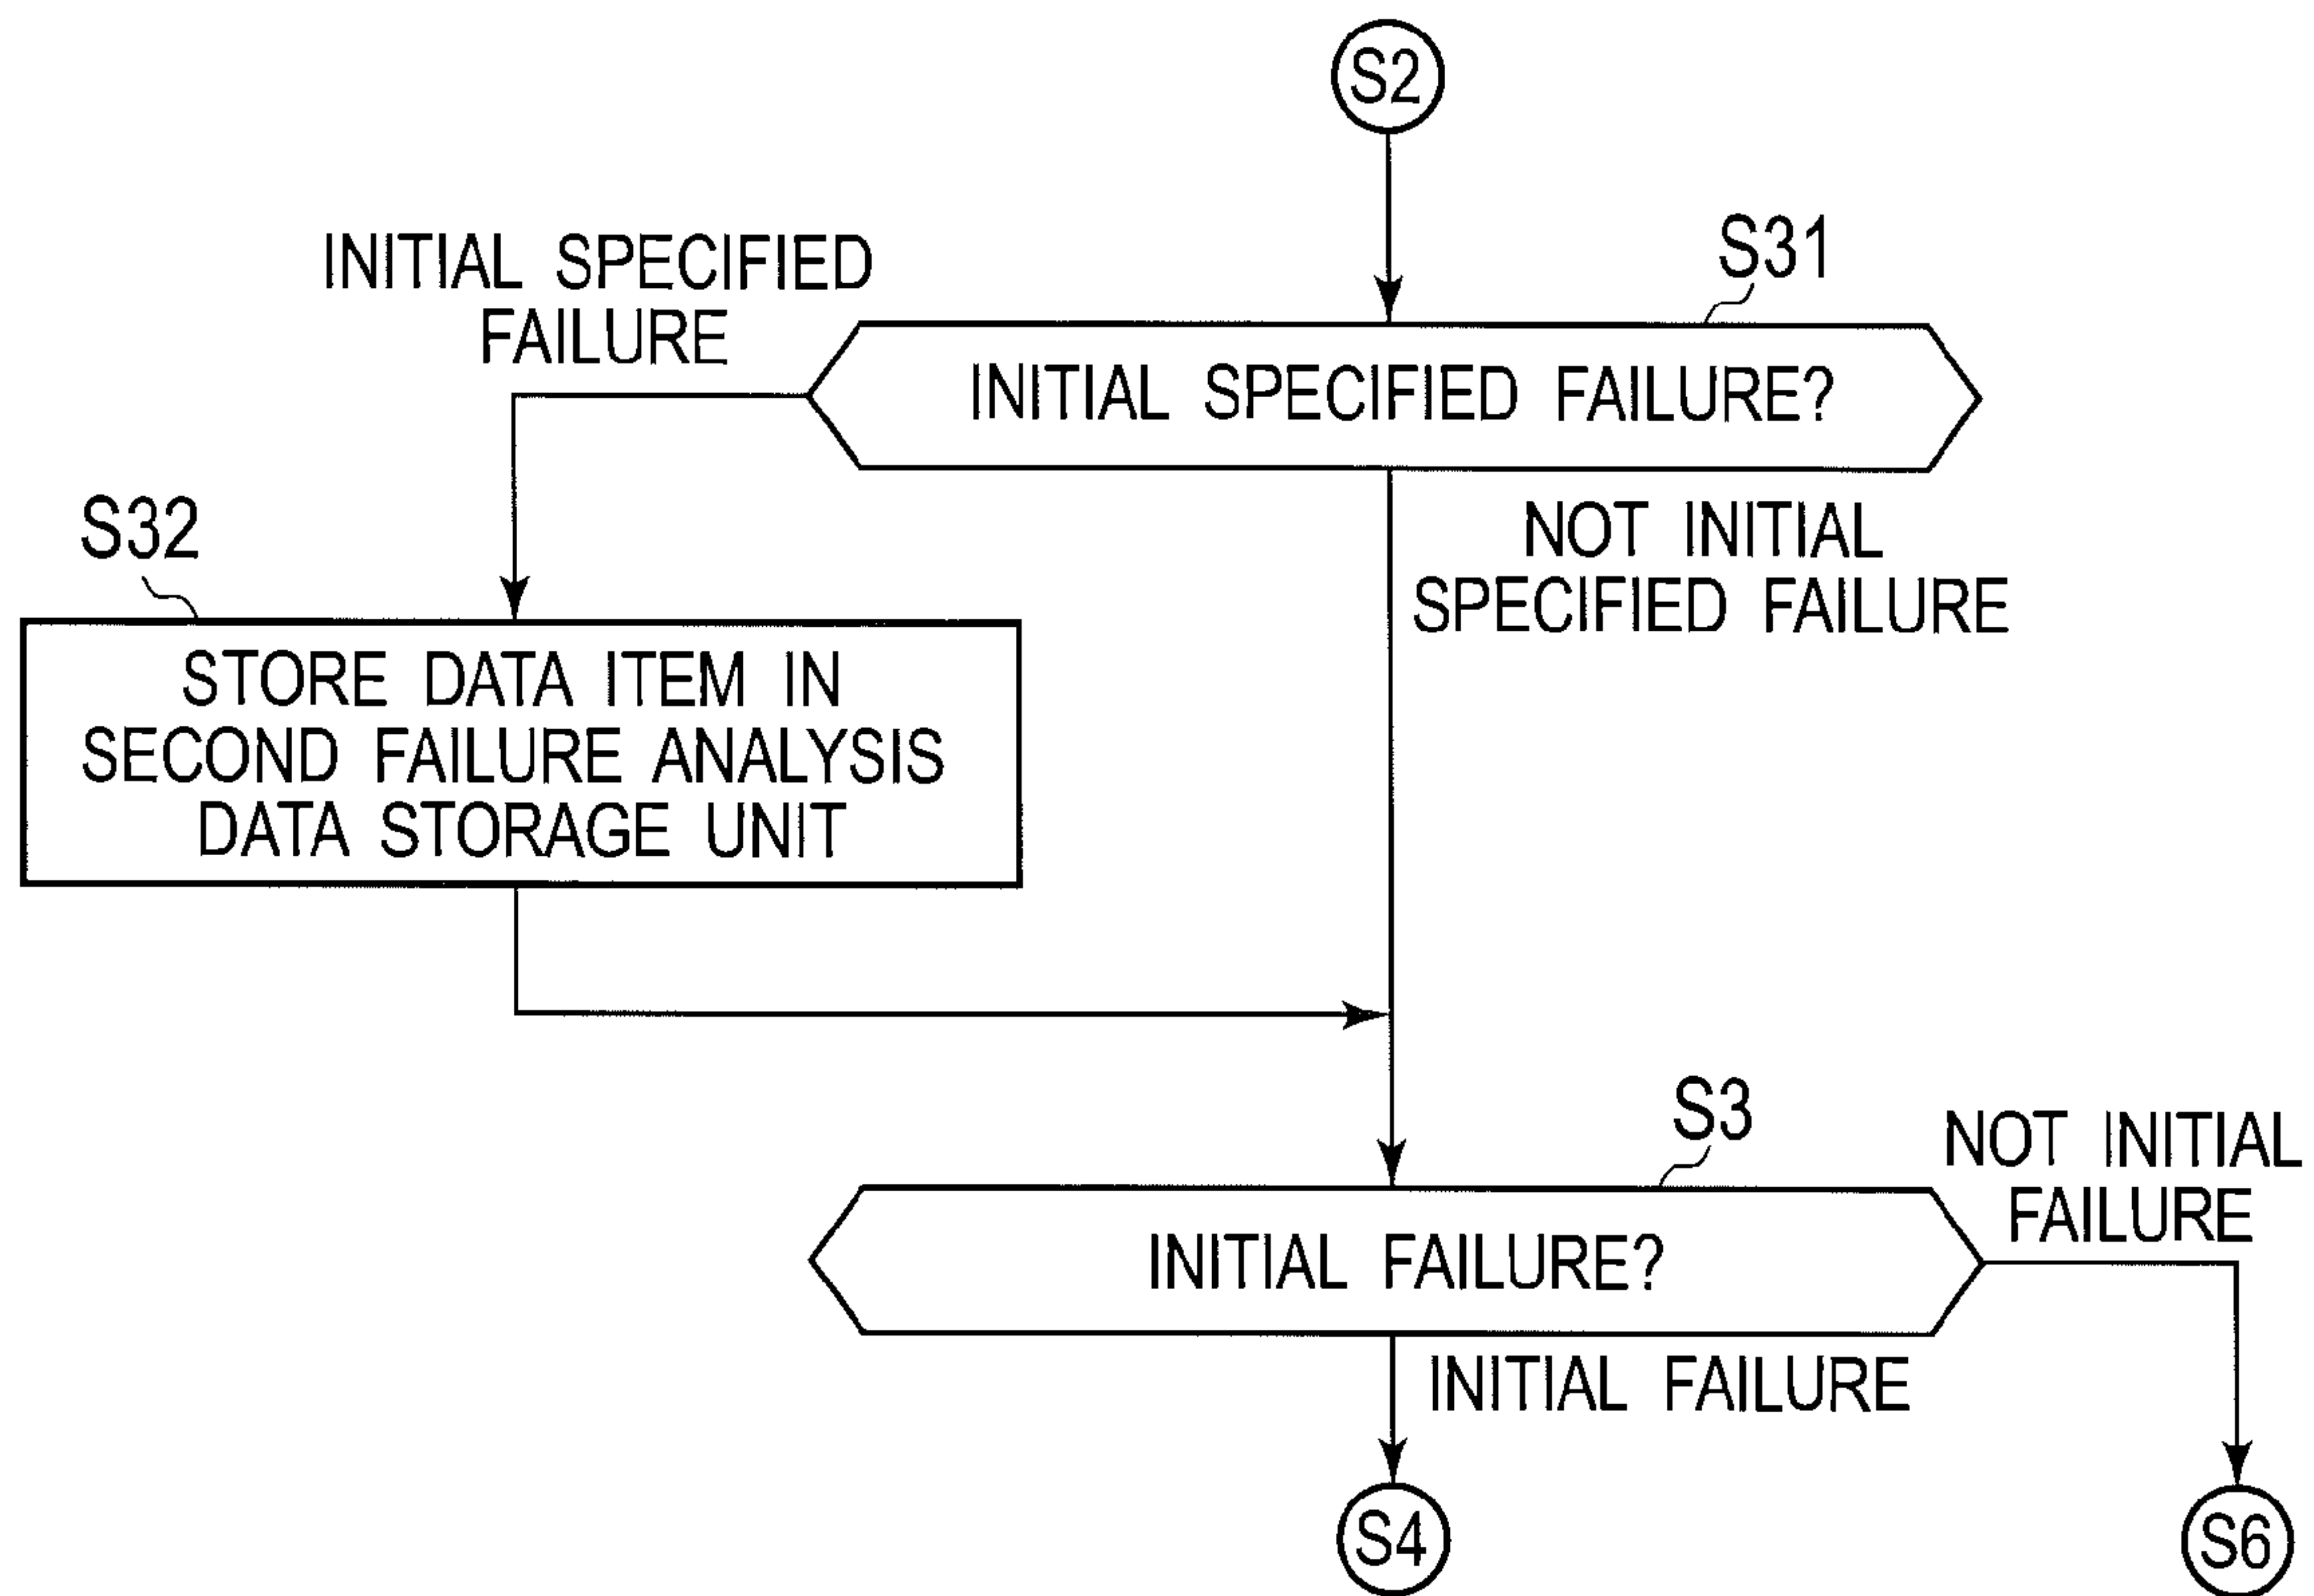 S2
S31
INITIAL SPECIFIED
FAILURE
INITIAL SPECIFIED FAILURE?
NOT INITIAL
SPECIFIED FAILURE
S32
STORE DATA ITEM IN
SECOND FAILURE ANALYSIS
DATA STORAGE UNIT
S3
NOT INITIAL
FAILURE
INITIAL FAILURE?
INITIAL FAILURE
S4
S6